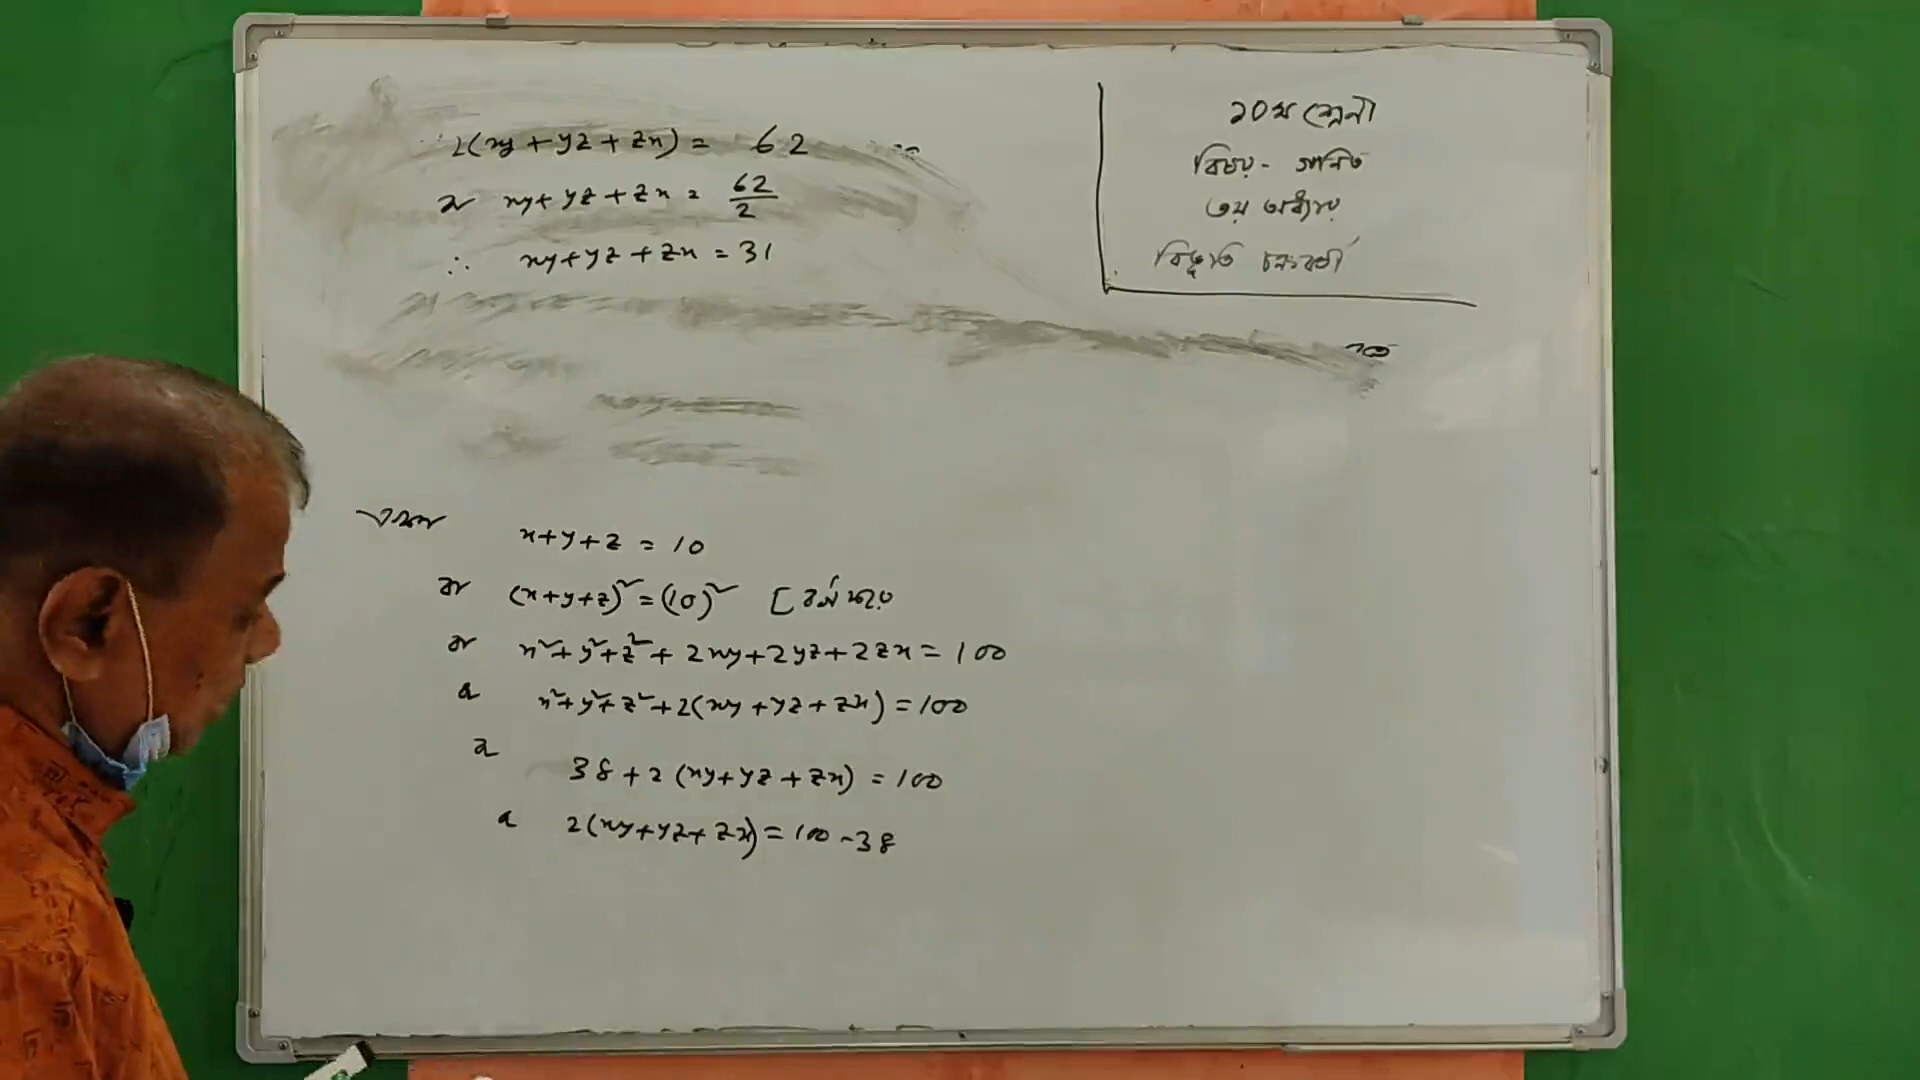 2(xy + yz + zx) = 62
বা xy + yz + zx = 62/2
∴ xy + yz + zx = 31
১০ম শ্রেনী
বিষয় - গনিত
৩য় অধ্যায়
বিভূতি চক্রবর্তী
x + y + z = 10
বা (x + y + z)² = (10)² [বর্গ করে
বা x² + y² + z² + 2xy + 2yz + 2zx = 100
বা x² + y² + z² + 2(xy + yz + zx) = 100
বা 38 + 2(xy + yz + zx) = 100
বা 2(xy + yz + zx) = 100 - 38